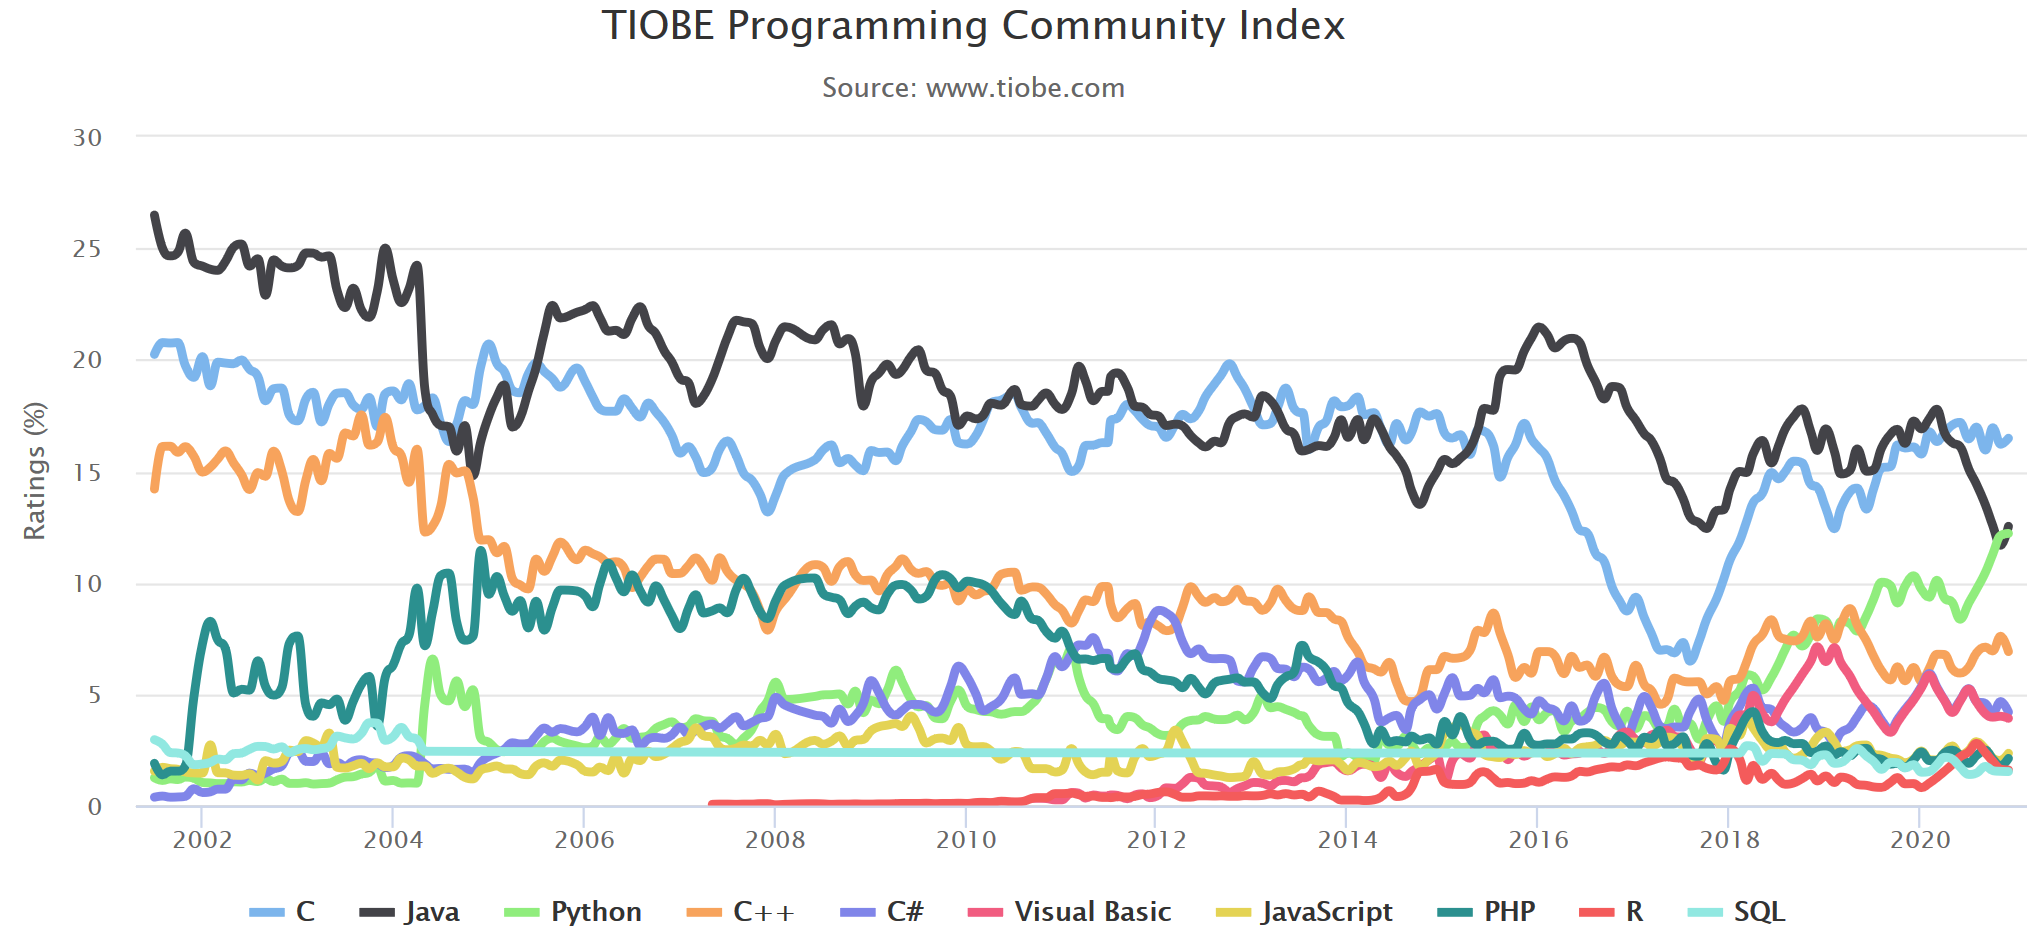 TIOBE Programming Community Index
Source: www.tiobe.com
Ratings (%)
30
25
20
15
10
5
0
2002 2004 2006 2008 2010 2012 2014 2016 2018 2020
C Java Python C++ C# Visual Basic JavaScript PHP R SQL